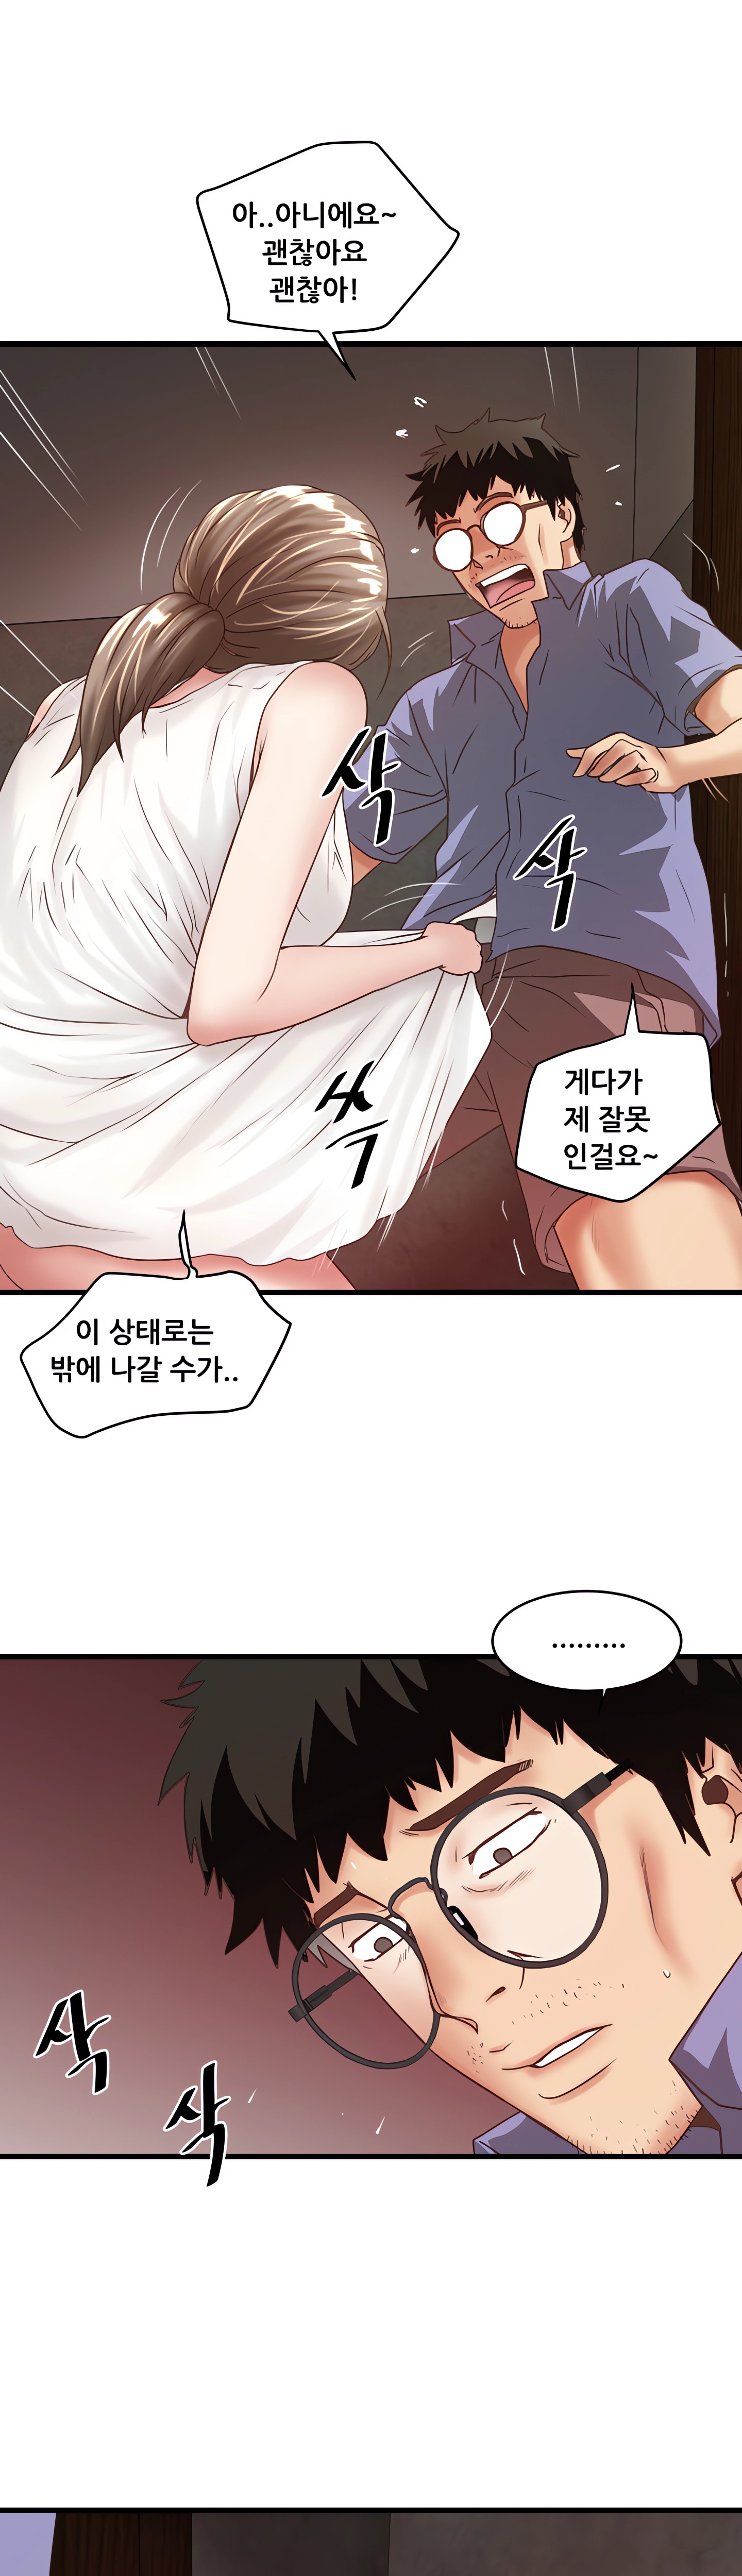 아..아니에요~
괜찮아요
괜찮아!
삭
삭
게다가
제 잘못
인걸요~
벅
이 상태로는
밖에 나갈 수가..
.........
삭
삭